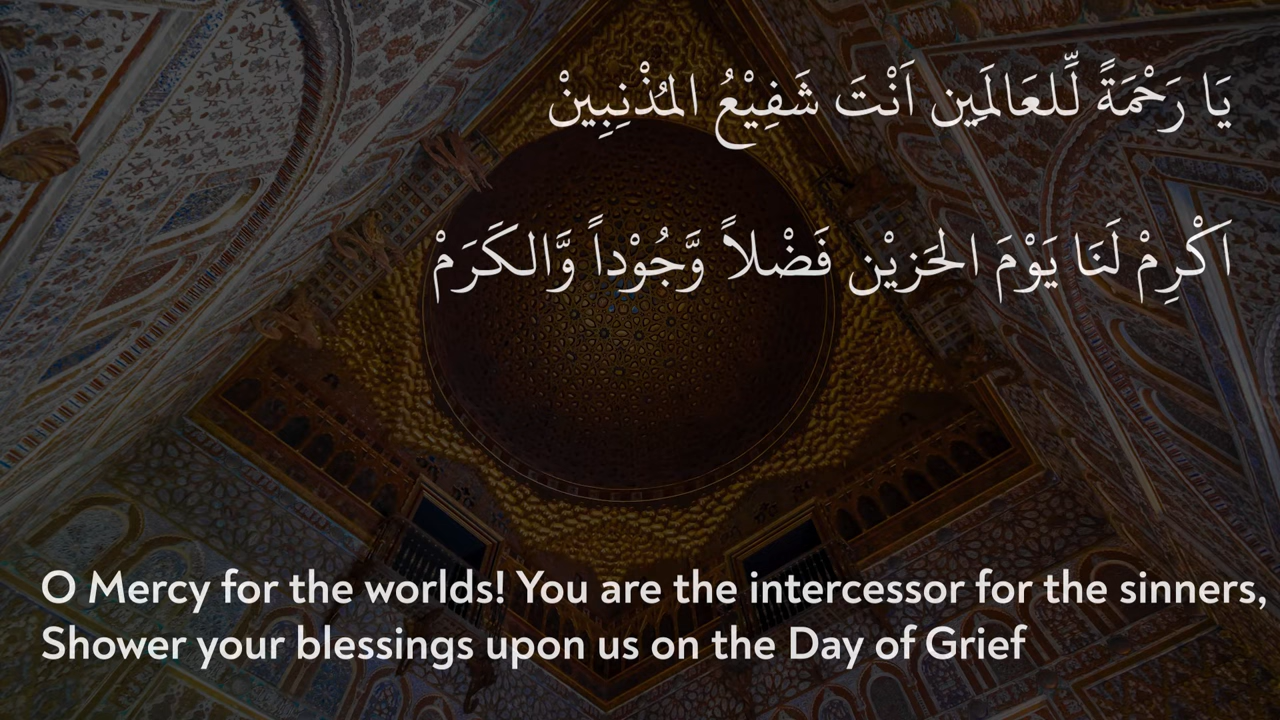 يَا رَحْمَةً لِّلعَالَمِين اَنْتَ شَفِيْعُ المُذْنِبِينْ
اَكْرِمْ لَنَا يَوْمَ الحَزِيْن فَضْلاً وَّجُوْداً وَّالكَرَمْ
O Mercy for the worlds! You are the intercessor for the sinners,
Shower your blessings upon us on the Day of Grief